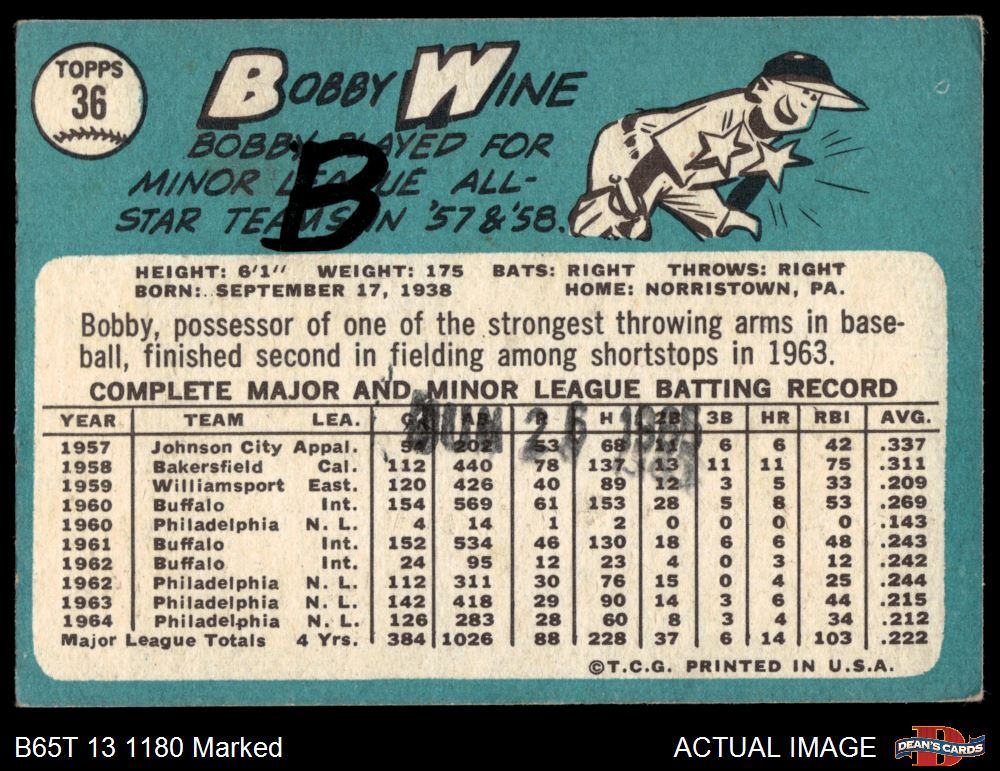 TOPPS
36
BOBBY WINE
BOBBY PLAYED FOR
MINOR LEAGUE ALL-
STAR TEAMS IN '57 & '58.
B
HEIGHT: 6'1" WEIGHT: 175 BATS: RIGHT THROWS: RIGHT
BORN: SEPTEMBER 17, 1938 HOME: NORRISTOWN, PA.
Bobby, possessor of one of the strongest throwing arms in base-
ball, finished second in fielding among shortstops in 1963.
COMPLETE MAJOR AND MINOR LEAGUE BATTING RECORD
YEAR TEAM LEA. G AB R H 2B 3B HR RBI AVG.
JUN 26
1957 Johnson City Appal. 54 202 53 68 11 6 6 42 .337
1958 Bakersfield Cal. 112 440 78 137 13 11 11 75 .311
1959 Williamsport East. 120 426 40 89 12 3 5 33 .209
1960 Buffalo Int. 154 569 61 153 28 5 8 53 .269
1960 Philadelphia N. L. 4 14 1 2 0 0 0 0 .143
1961 Buffalo Int. 152 534 46 130 18 6 6 48 .243
1962 Buffalo Int. 24 95 12 23 4 0 3 12 .242
1962 Philadelphia N. L. 112 311 30 76 15 0 4 25 .244
1963 Philadelphia N. L. 142 418 29 90 14 3 6 44 .215
1964 Philadelphia N. L. 126 283 28 60 8 3 4 34 .212
Major League Totals 4 Yrs. 384 1026 88 228 37 6 14 103 .222
©T.C.G. PRINTED IN U.S.A.
B65T 13 1180 Marked
ACTUAL IMAGE
DEAN'S CARDS